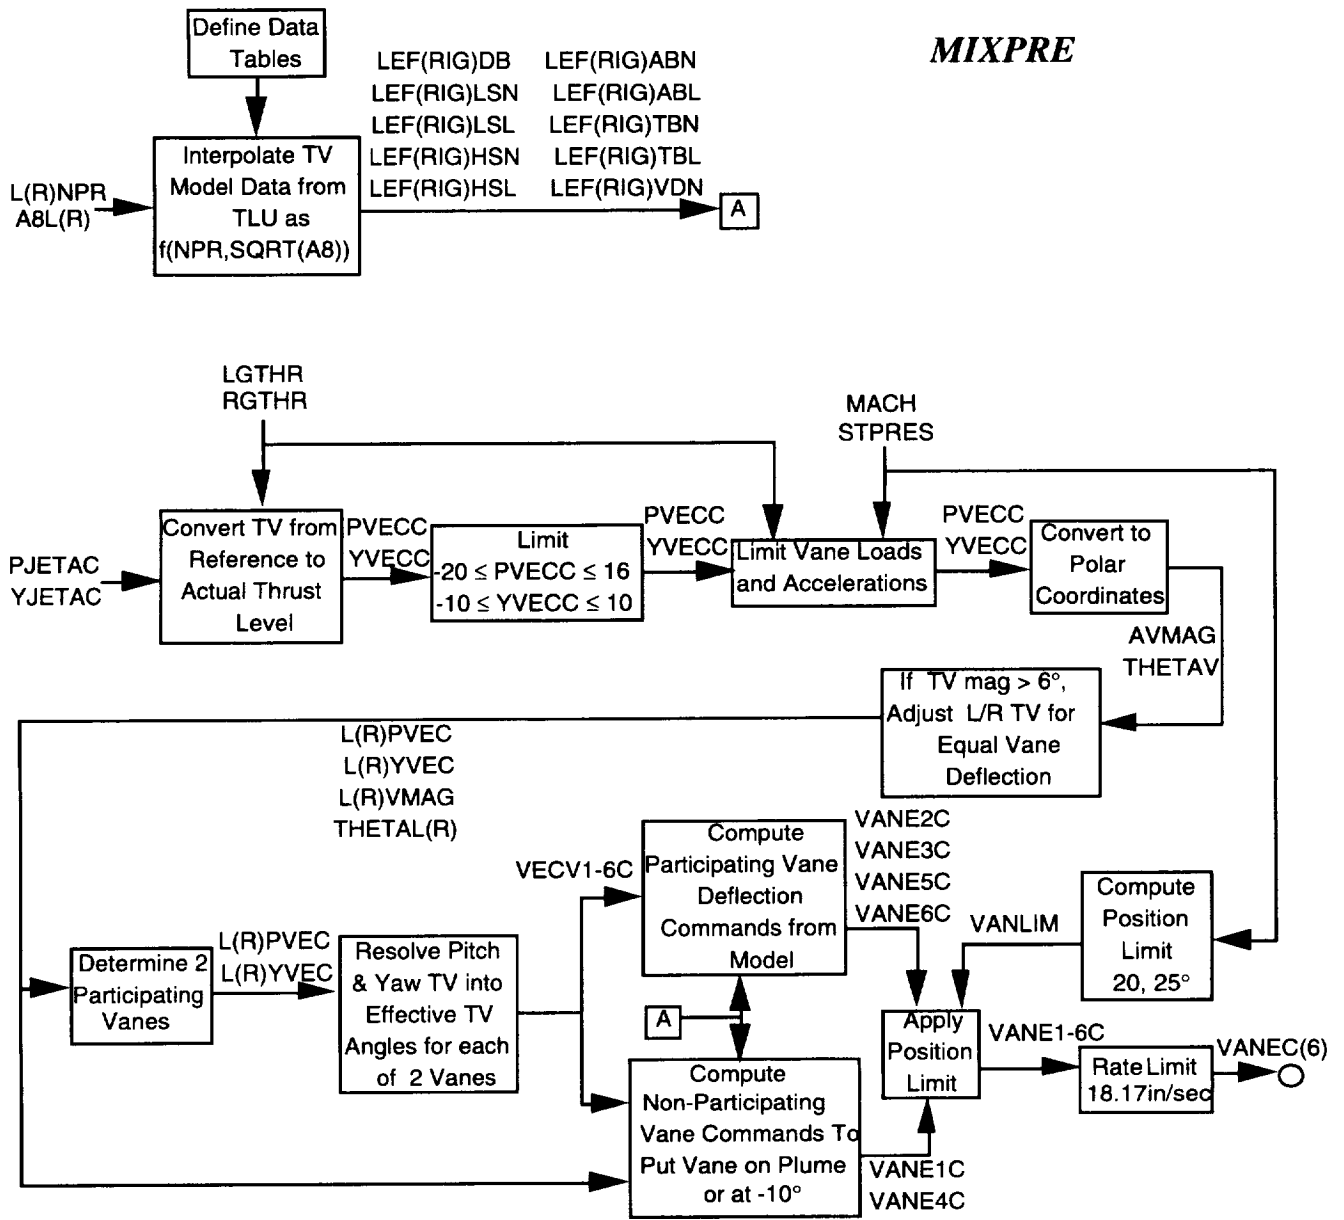 MIXPRE
Define Data
Tables
LEF(RIG)DB LEF(RIG)ABN
LEF(RIG)LSN LEF(RIG)ABL
LEF(RIG)LSL LEF(RIG)TBN
LEF(RIG)HSN LEF(RIG)TBL
LEF(RIG)HSL LEF(RIG)VDN
L(R)NPR
A8L(R)
Interpolate TV
Model Data from
TLU as
f(NPR,SQRT(A8))
A
LGTHR
RGTHR
MACH
STPRES
PJETAC
YJETAC
Convert TV from
Reference to
Actual Thrust
Level
PVECC
YVECC
Limit
-20 ≤ PVECC ≤ 16
-10 ≤ YVECC ≤ 10
PVECC
YVECC
Limit Vane Loads
and Accelerations
PVECC
YVECC
Convert to
Polar
Coordinates
AVMAG
THETAV
If TV mag > 6°,
Adjust L/R TV for
Equal Vane
Deflection
L(R)PVEC
L(R)YVEC
L(R)VMAG
THETAL(R)
Determine 2
Participating
Vanes
L(R)PVEC
L(R)YVEC
Resolve Pitch
& Yaw TV into
Effective TV
Angles for each
of 2 Vanes
VECV1-6C
Compute
Participating Vane
Deflection
Commands from
Model
VANE2C
VANE3C
VANE5C
VANE6C
A
Compute
Non-Participating
Vane Commands To
Put Vane on Plume
or at -10°
VANE1C
VANE4C
VANLIM
Compute
Position
Limit
20, 25°
Apply
Position
Limit
VANE1-6C
Rate Limit
18.17in/sec
VANEC(6)